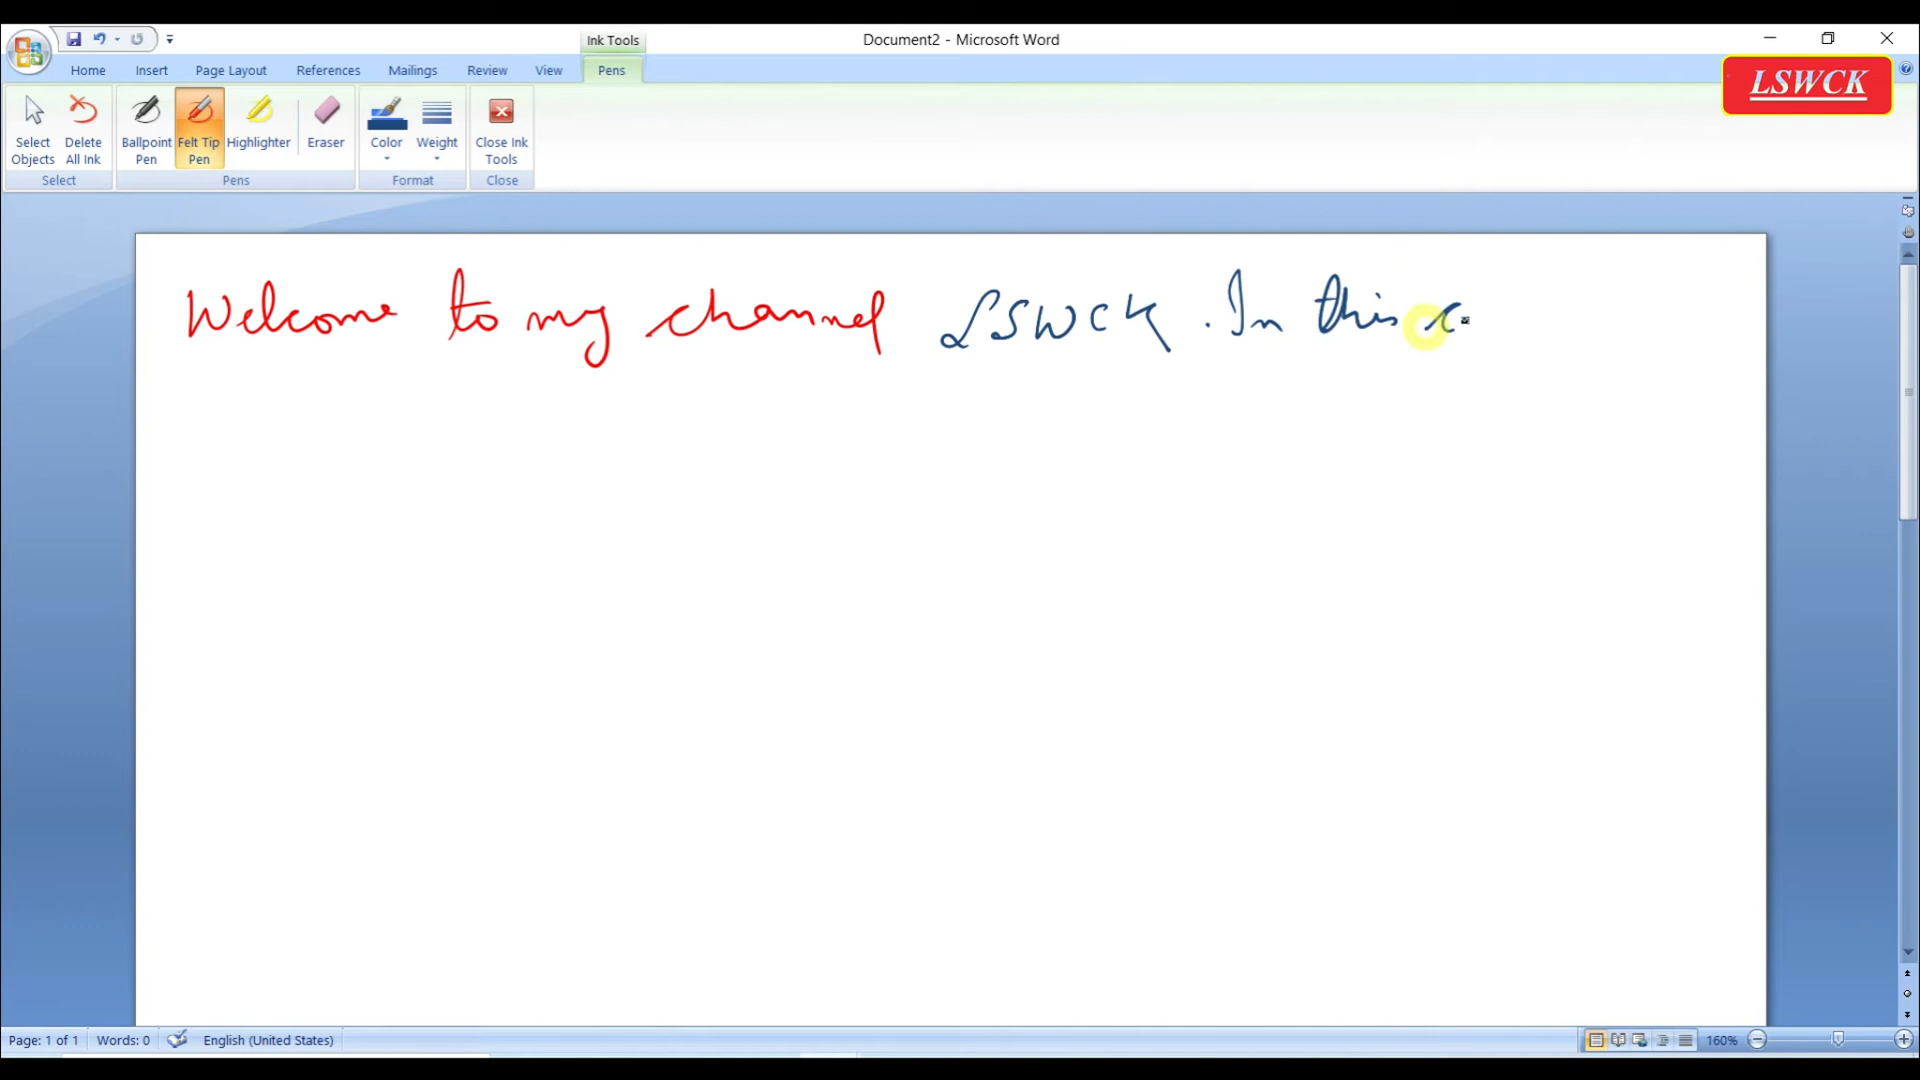 Ink Tools
Document2 - Microsoft Word
Home Insert Page Layout References Mailings Review View Pens
LSWCK
Select Objects
Delete All Ink
Ballpoint Pen
Felt Tip Pen
Highlighter
Eraser
Color
Weight
Close Ink Tools
Select Pens Format Close
Welcome to my channel LSWCK . In this c
Page: 1 of 1 Words: 0 English (United States) 160%